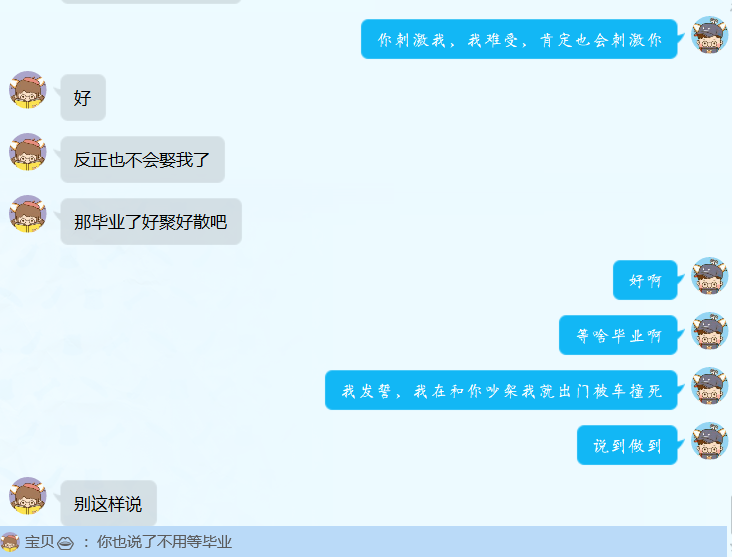 你刺激我，我难受，肯定也会刺激你
好
反正也不会娶我了
那毕业了好聚好散吧
好啊
等啥毕业啊
我发誓，我在和你吵架我就出门被车撞死
说到做到
别这样说
宝贝👄：你也说了不用等毕业